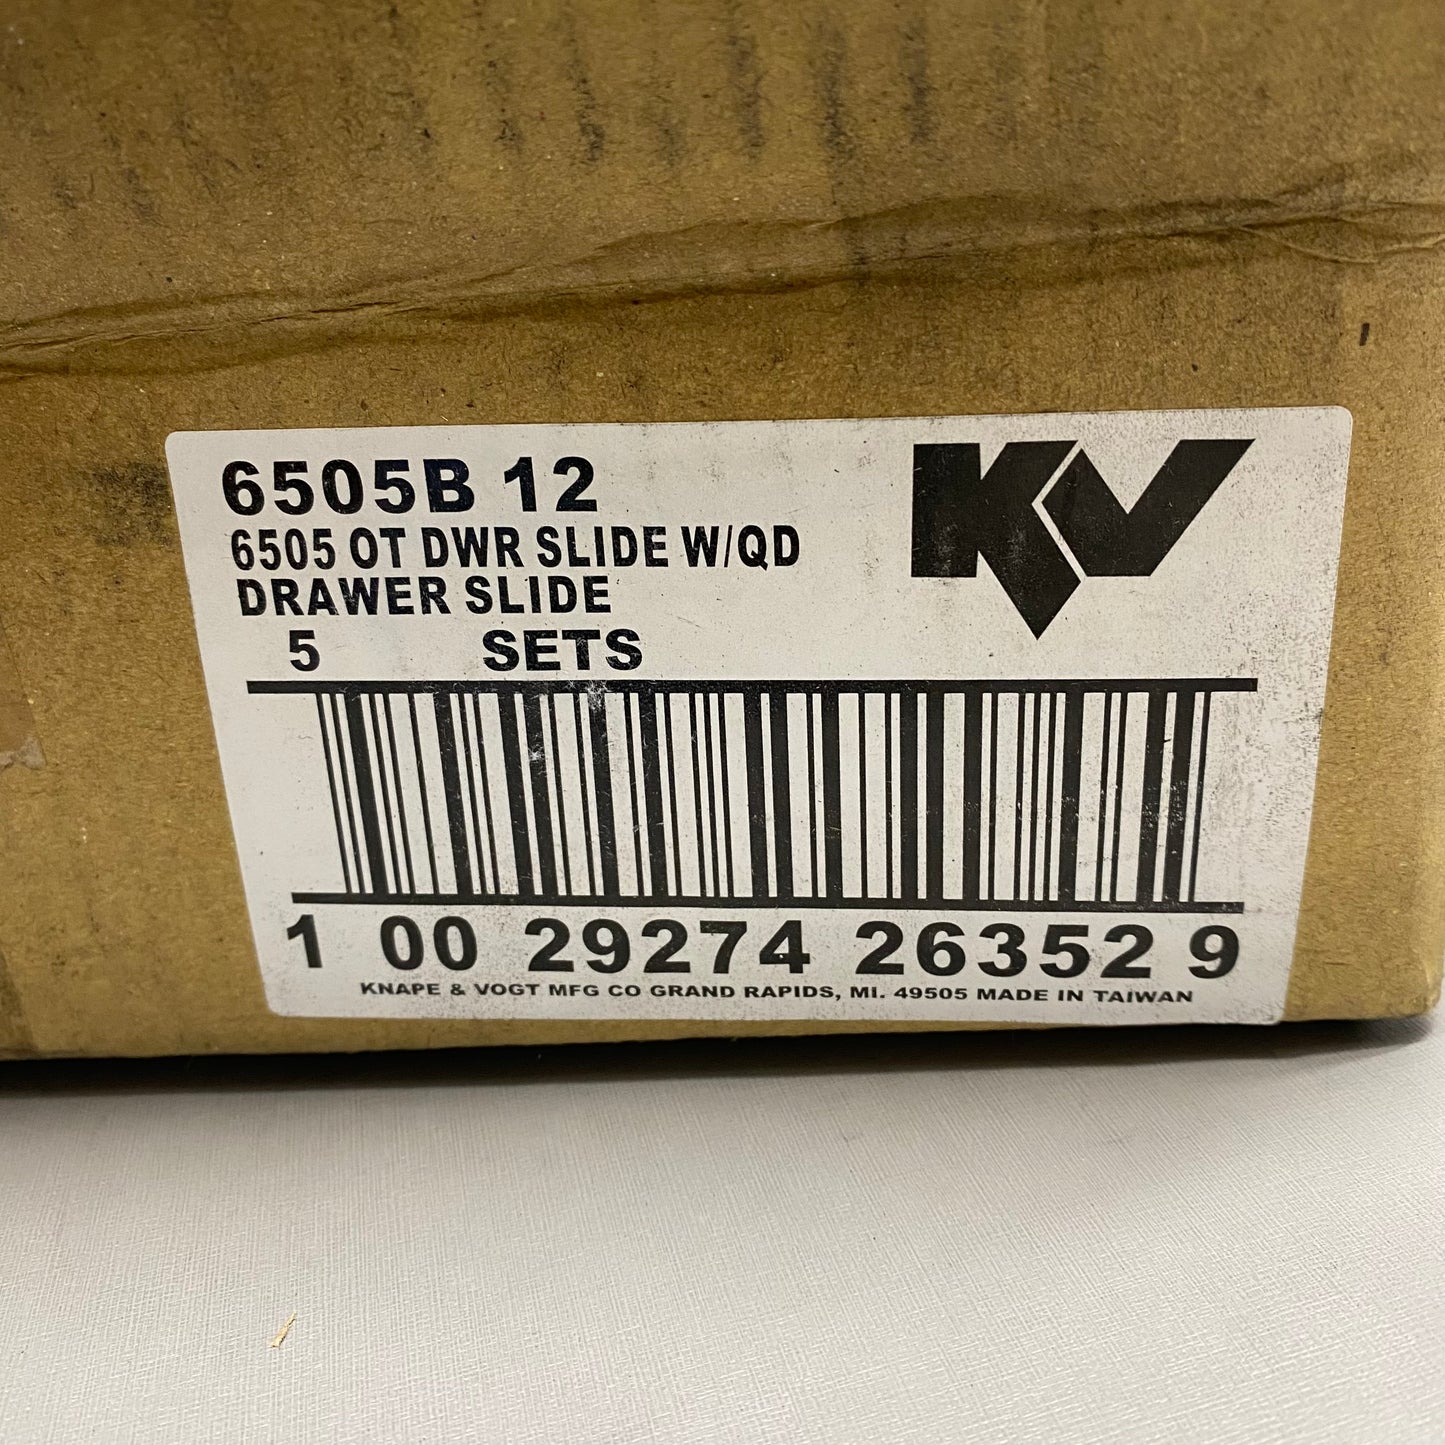 6505B 12
KV
6505 OT DWR SLIDE W/QD
DRAWER SLIDE
5 SETS
1 00 29274 26352 9
KNAPE & VOGT MFG CO GRAND RAPIDS, MI. 49505 MADE IN TAIWAN